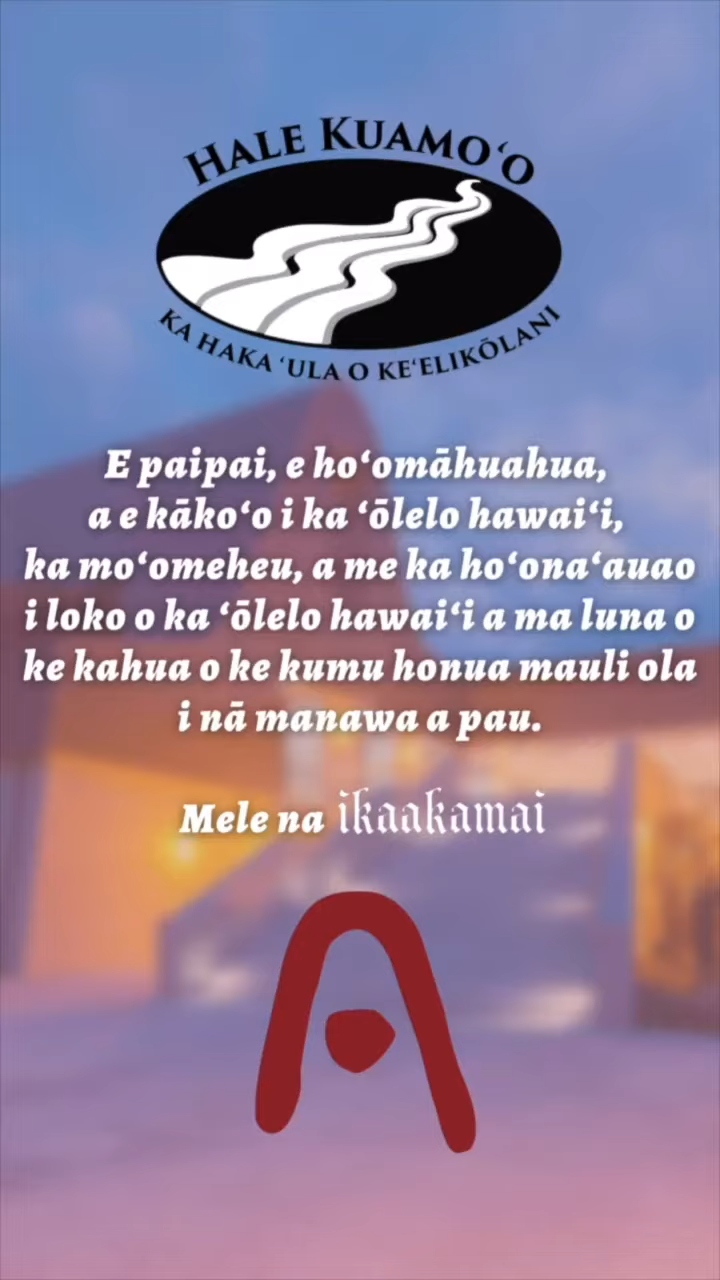 HALE KUAMOʻO
KA HAKA ʻULA O KEʻELIKŌLANI
E paipai, e hoʻomāhuahua,
a e kākoʻo i ka ʻōlelo hawaiʻi,
ka moʻomeheu, a me ka hoʻonaʻauao
i loko o ka ʻōlelo hawaiʻi a ma luna o
ke kahua o ke kumu honua mauli ola
i nā manawa a pau.
Mele na ikaakamai